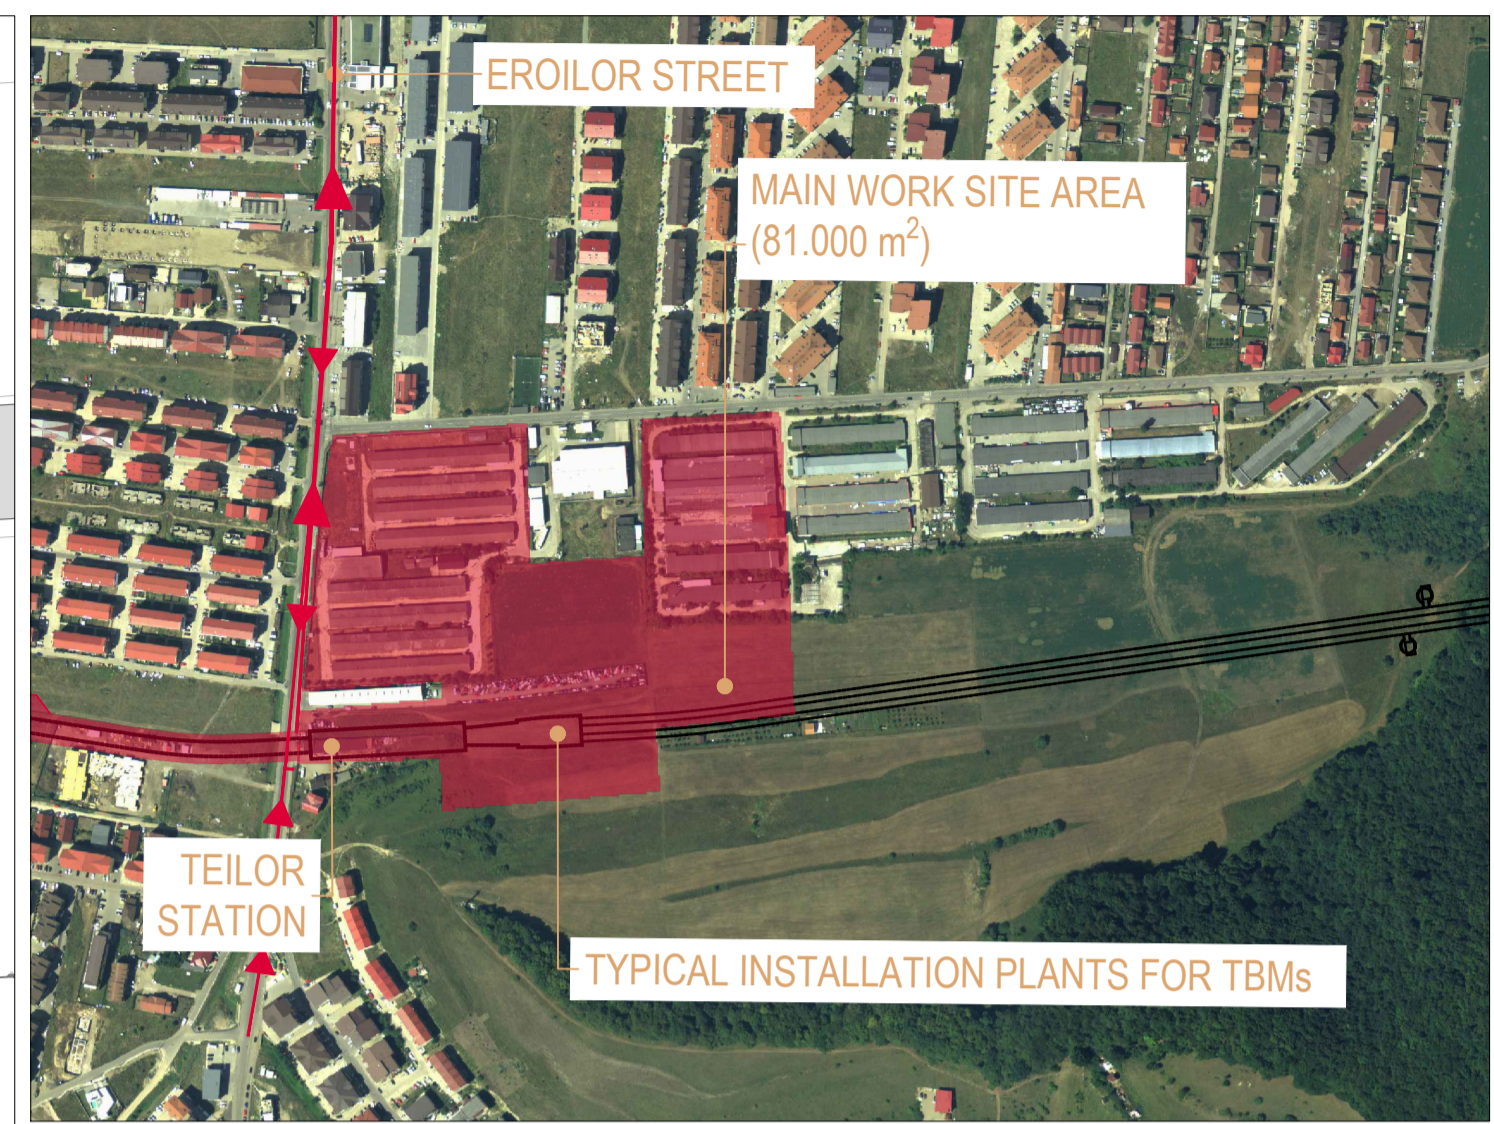 EROILOR STREET
MAIN WORK SITE AREA
(81.000 m²)
TEILOR
STATION
TYPICAL INSTALLATION PLANTS FOR TBMs